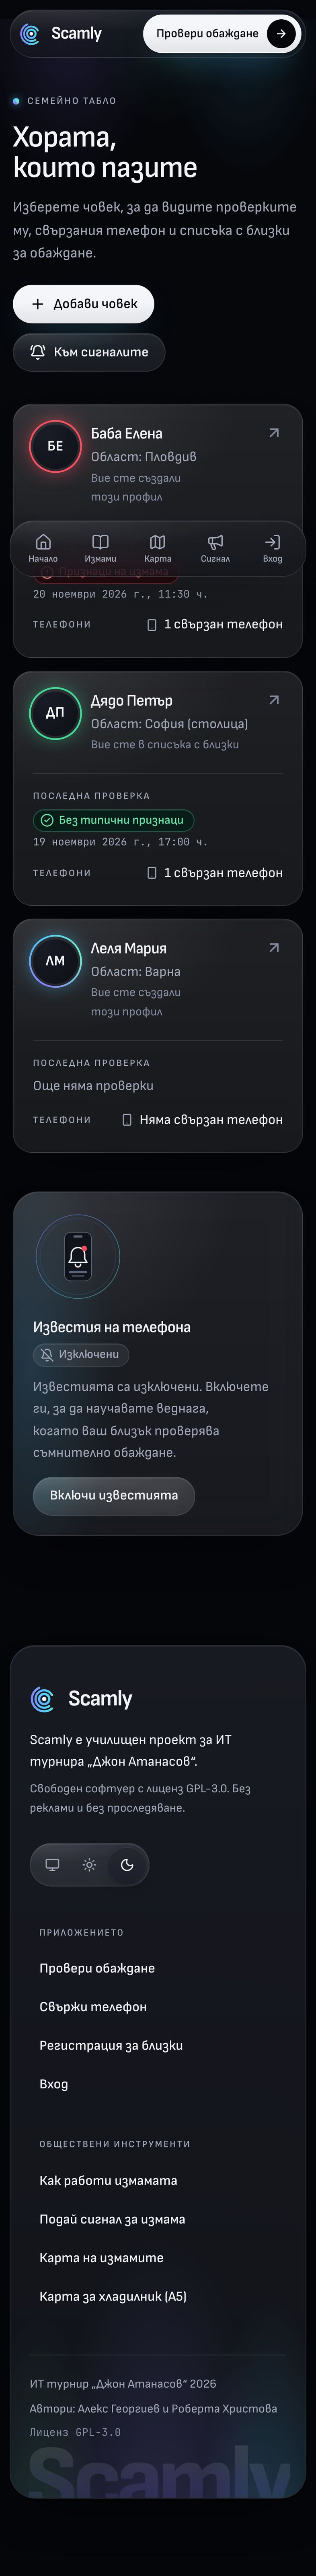 Scamly
Провери обаждане
СЕМЕЙНО ТАБЛО
Хората,
които пазите
Изберете човек, за да видите проверките
му, свързания телефон и списъка с близки
за обаждане.
Добави човек
Към сигналите
БЕ
Баба Елена
Област: Пловдив
Вие сте създали
този профил
Начало
Измами
Карта
Сигнал
Вход
Признаци на измама
20 ноември 2026 г., 11:30 ч.
ТЕЛЕФОНИ
1 свързан телефон
ДП
Дядо Петър
Област: София (столица)
Вие сте в списъка с близки
ПОСЛЕДНА ПРОВЕРКА
Без типични признаци
19 ноември 2026 г., 17:00 ч.
ТЕЛЕФОНИ
1 свързан телефон
ЛМ
Леля Мария
Област: Варна
Вие сте създали
този профил
ПОСЛЕДНА ПРОВЕРКА
Още няма проверки
ТЕЛЕФОНИ
Няма свързан телефон
Известия на телефона
Изключени
Известията са изключени. Включете
ги, за да научавате веднага,
когато ваш близък проверява
съмнително обаждане.
Включи известията
Scamly
Scamly е училищен проект за ИТ
турнира „Джон Атанасов“.
Свободен софтуер с лиценз GPL-3.0. Без
реклами и без проследяване.
ПРИЛОЖЕНИЕТО
Провери обаждане
Свържи телефон
Регистрация за близки
Вход
ОБЩЕСТВЕНИ ИНСТРУМЕНТИ
Как работи измамата
Подай сигнал за измама
Карта на измамите
Карта за хладилник (А5)
ИТ турнир „Джон Атанасов“ 2026
Автори: Алекс Георгиев и Роберта Христова
Лиценз GPL-3.0
Scamly